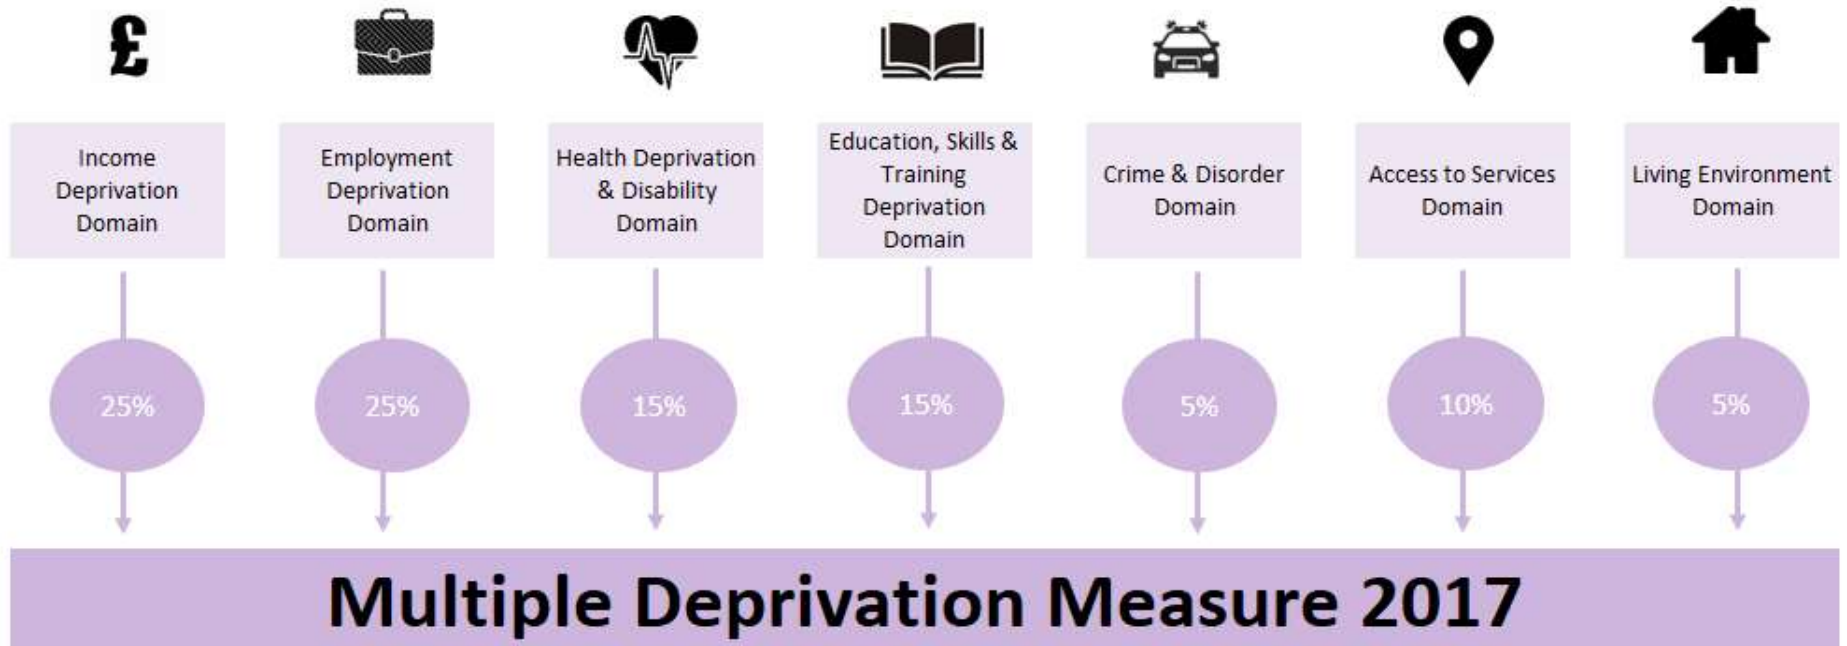 £
Income
Deprivation
Domain
Employment
Deprivation
Domain
Health Deprivation
& Disability
Domain
Education, Skills &
Training
Deprivation
Domain
Crime & Disorder
Domain
Access to Services
Domain
Living Environment
Domain
25%
25%
15%
15%
5%
10%
5%
Multiple Deprivation Measure 2017